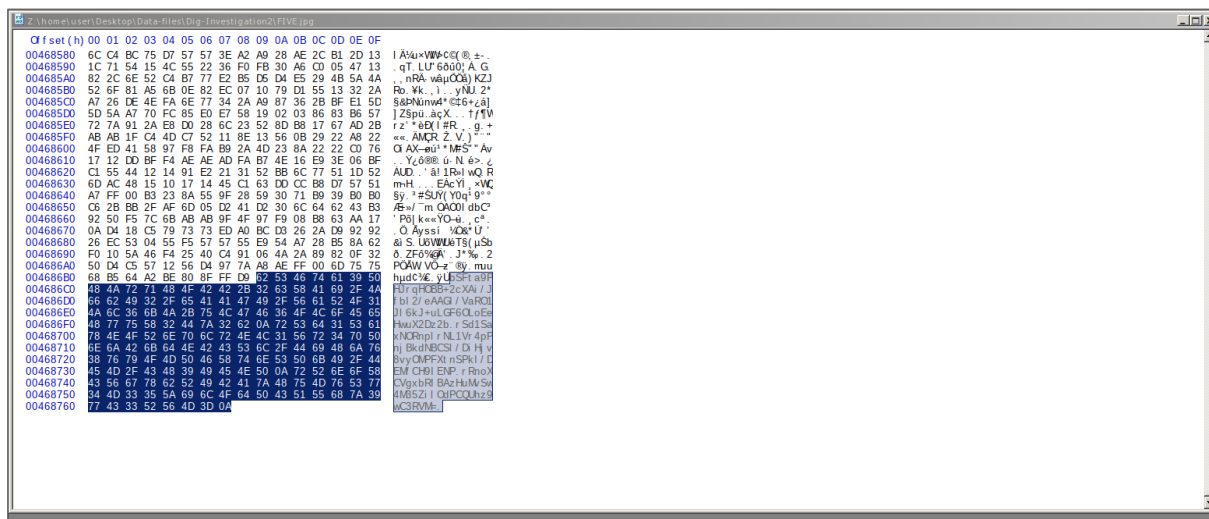 Z:\home\user\Desktop\Data-files\Dig-Investigation2\FIVE.jpg
Offset(h) 00 01 02 03 04 05 06 07 08 09 0A 0B 0C 0D 0E 0F
00468580 6C C4 BC 75 D7 57 57 3E A2 A9 28 AE 2C B1 2D 13
00468590 1C 71 54 15 4C 55 22 36 F0 FB 30 A6 C0 05 47 13
004685A0 82 2C 6E 52 C4 B7 77 E2 B5 D5 D4 E5 29 4B 5A 4A
004685B0 52 6F 81 A5 6B 0E 82 EC 07 10 79 D1 55 13 32 2A
004685C0 A7 26 DE 4E FA 6E 77 34 2A A9 87 36 2B BF E1 5D
004685D0 5D 5A A7 70 FC 85 E0 E7 58 19 02 03 86 83 B6 57
004685E0 72 7A 91 2A E8 D0 28 6C 23 52 8D B8 17 67 AD 2B
004685F0 AB AB 1F C4 4D C7 52 11 8E 13 56 0B 29 22 A8 22
00468600 4F ED 41 58 97 F8 FA B9 2A 4D 23 8A 22 22 C0 76
00468610 17 12 DD BF F4 AE AE AD FA B7 4E 16 E9 3E 06 BF
00468620 C1 55 44 12 14 91 E2 21 31 52 BB 6C 77 51 1D 52
00468630 6D AC 48 15 10 17 14 45 C1 63 DD CC B8 D7 57 51
00468640 A7 FF 00 B3 23 8A 55 9F 28 59 30 71 B9 39 B0 B0
00468650 C6 2B BB 2F AF 6D 05 D2 41 D2 30 6C 64 62 43 B3
00468660 92 50 F5 7C 6B AB AB 9F 4F 97 F9 08 B8 63 AA 17
00468670 0A D4 18 C5 79 73 73 ED A0 BC D3 26 2A D9 92 92
00468680 26 EC 53 04 55 F5 57 57 55 E9 54 A7 28 B5 8A 62
00468690 F0 10 5A 46 F4 25 40 C4 91 06 4A 2A 89 82 0F 32
004686A0 50 D4 C5 57 12 56 D4 97 7A A8 AE FF 00 6D 75 75
004686B0 68 B5 64 A2 BE 80 8F FF D9 62 53 46 74 61 39 50 bSFta9P
004686C0 48 4A 72 71 48 4F 42 42 2B 32 63 58 41 69 2F 4A HJrqHOBB+2cXAi/J
004686D0 66 62 49 32 2F 65 41 41 47 49 2F 56 61 52 4F 31 fbI2/eAAGI/VaRO1
004686E0 4A 6C 36 6B 4A 2B 75 4C 47 46 36 4F 4C 6F 45 65 Jl6kJ+uLGF6OLoEe
004686F0 48 77 75 58 32 44 7A 32 62 0A 72 53 64 31 53 61 HwuX2Dz2b.rSd1Sa
00468700 78 4E 4F 52 6E 70 6C 72 4E 4C 31 56 72 34 70 50 xNORnplrNL1Vr4pP
00468710 6E 6A 42 6B 64 4E 42 43 53 6C 2F 44 69 48 6A 76 njBkdNBCSl/DiHjv
00468720 38 76 79 4F 4D 50 46 58 74 6E 53 50 6B 49 2F 44 8vyOMPFXtnSPkI/D
00468730 45 4D 2F 43 48 39 49 45 4E 50 0A 72 52 6E 6F 58 EM/CH9IENP.rRnoX
00468740 43 56 67 78 62 52 49 42 41 7A 48 75 4D 76 53 77 CVgxbRIBAzHuMvSw
00468750 34 4D 33 35 5A 69 6C 4F 64 50 43 51 55 68 7A 39 4M35ZilOdPCQUhz9
00468760 77 43 33 52 56 4D 3D 0A wC3RVM=.